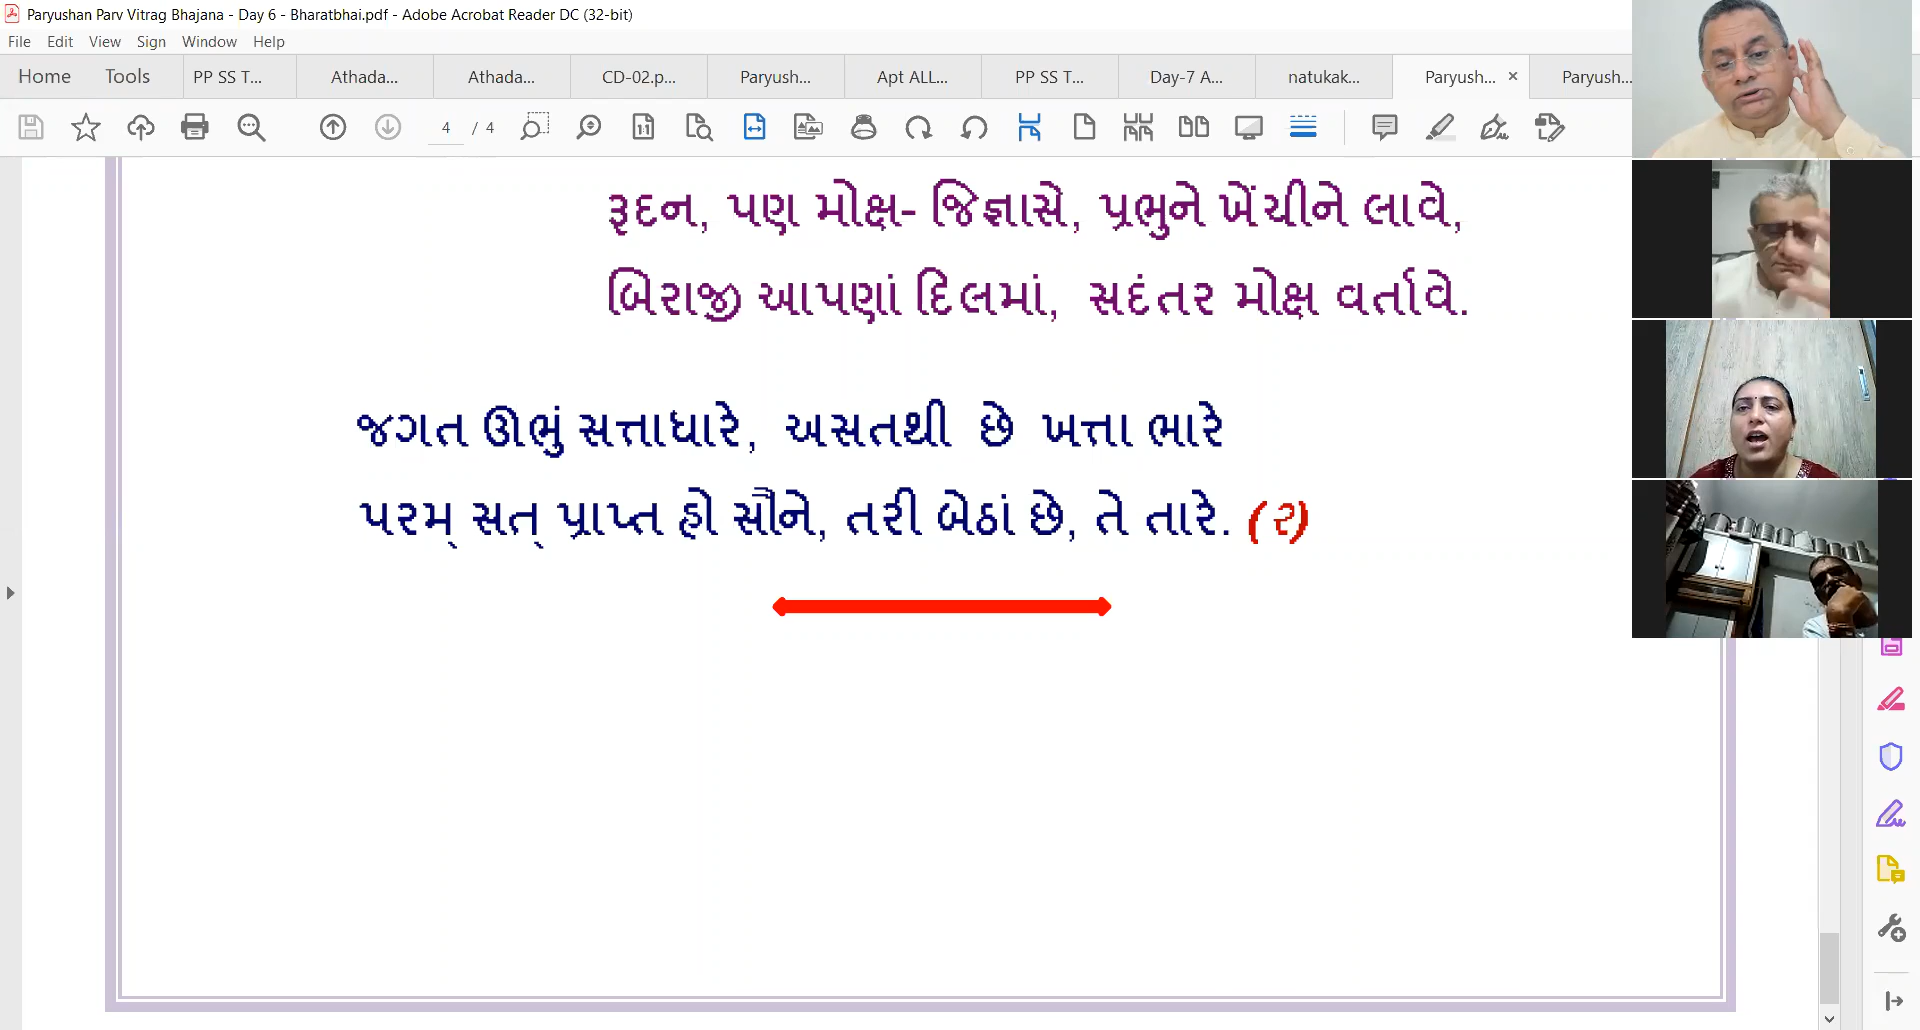 Paryushan Parv Vitrag Bhajana - Day 6 - Bharatbhai.pdf - Adobe Acrobat Reader DC (32-bit)
File Edit View Sign Window Help
Home Tools PP SS T... Athada... Athada... CD-02.p... Paryush... Apt ALL... PP SS T... Day-7 A... natukak... Paryush... × Paryush...
4 / 4
રૂદન, પણ મોક્ષ- જિજ્ઞાસે, પ્રભુને ખેંચીને લાવે,
બિરાજી આપણાં દિલમાં, સદંતર મોક્ષ વર્તાવે.
જગત ઊભું સત્તાધારે, અસતથી છે ખત્તા ભારે
પરમ્ સત્ પ્રાપ્ત હો સૌને, તરી બેઠાં છે, તે તારે. (૨)